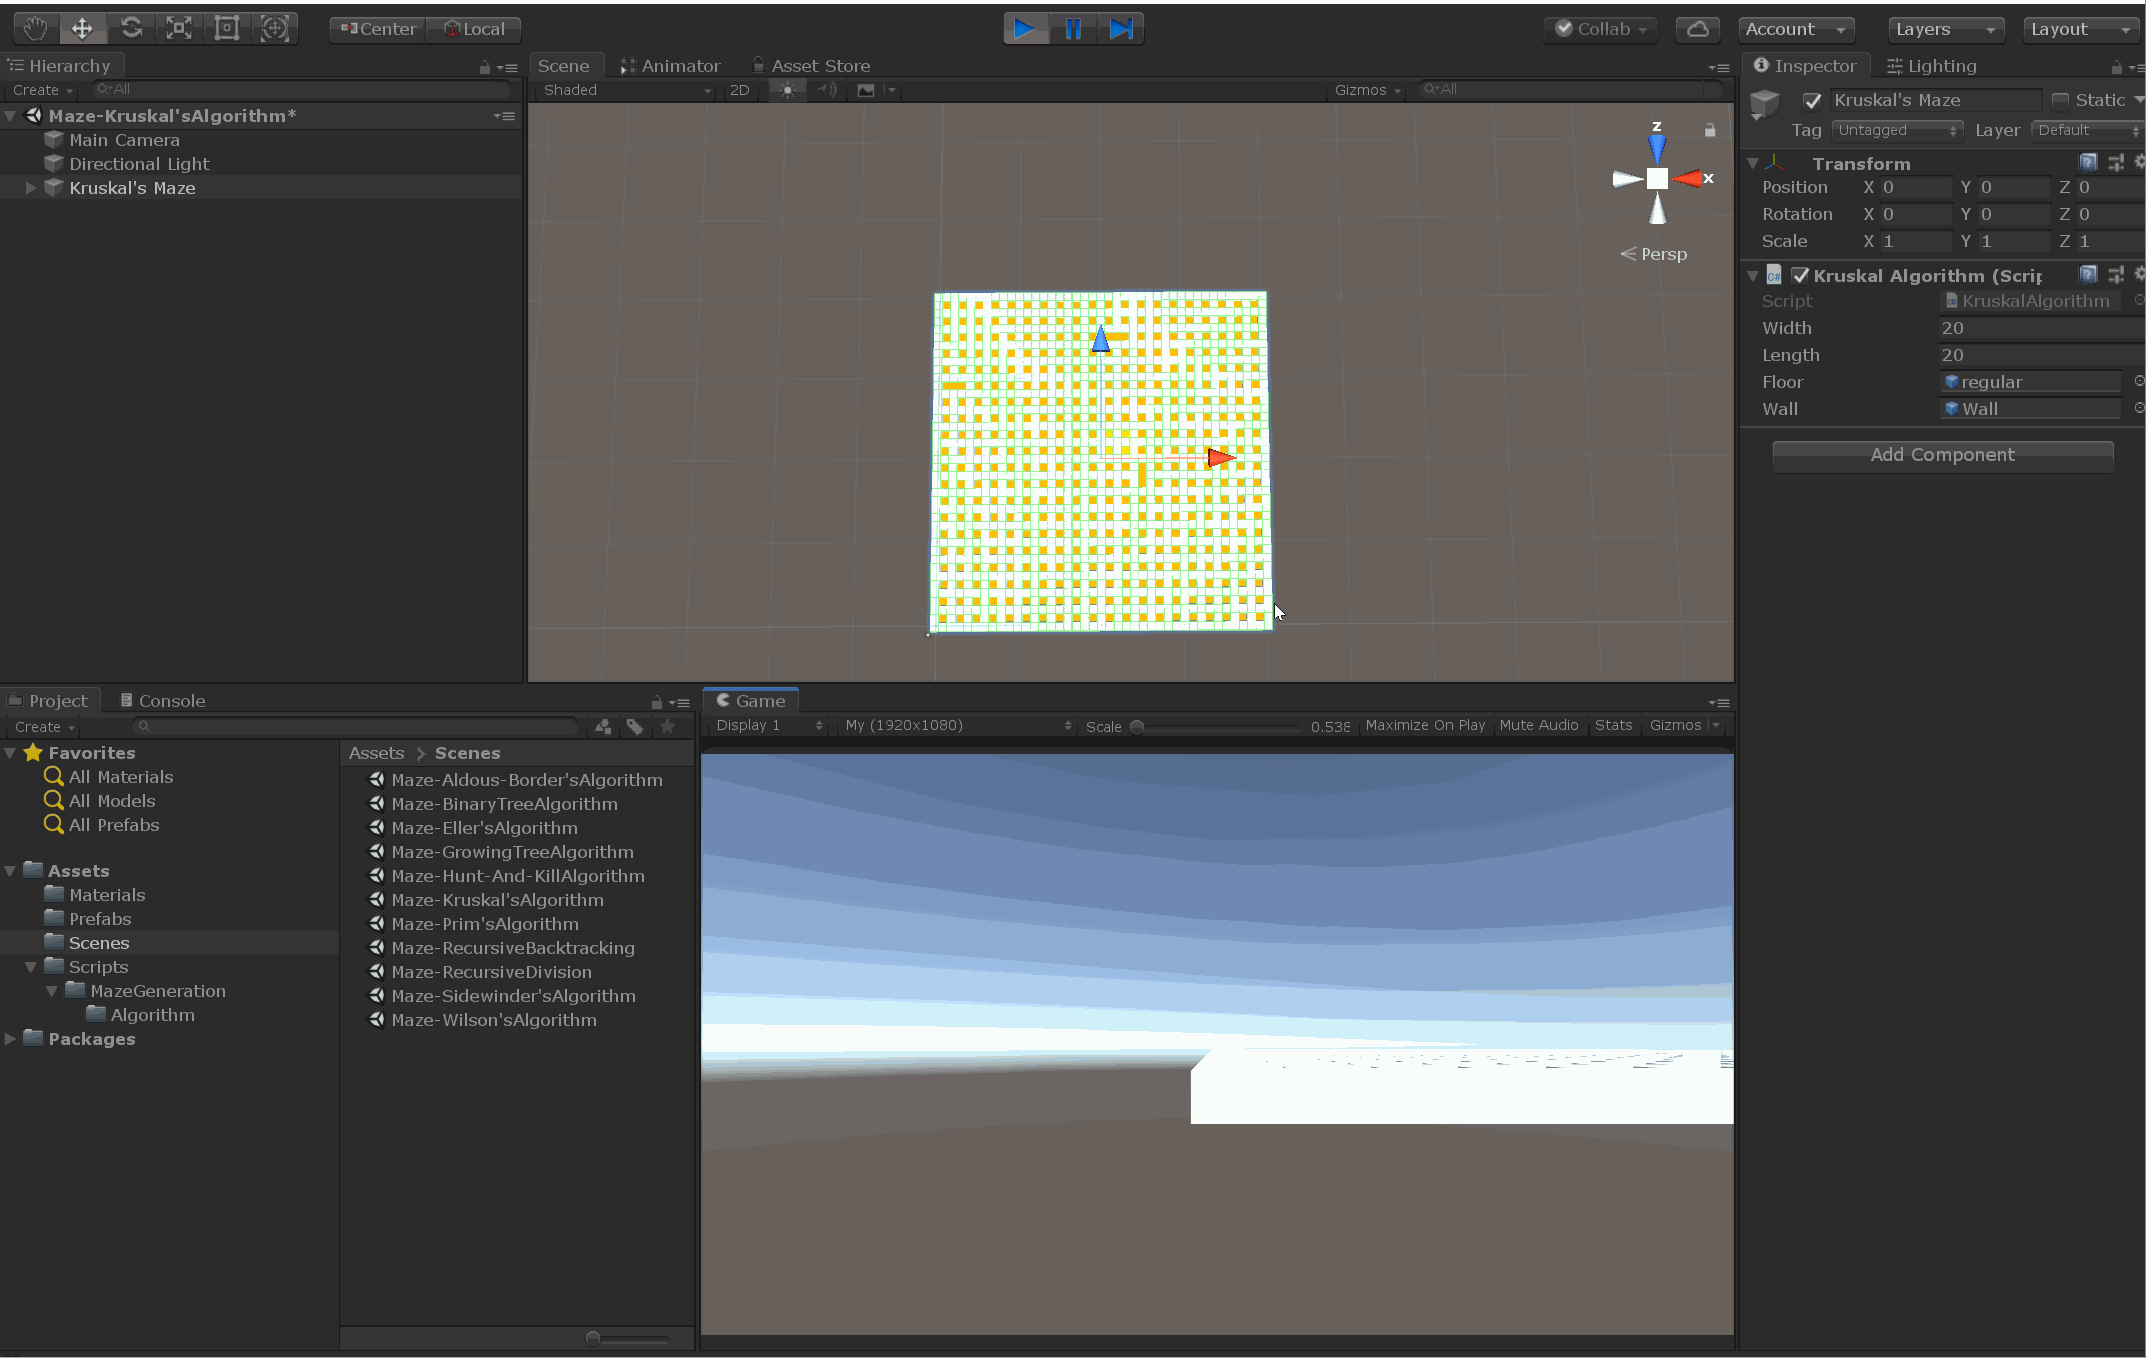 Center Local Collab Account Layers Layout
Hierarchy
Create All
Maze-Kruskal'sAlgorithm*
Main Camera
Directional Light
Kruskal's Maze
Scene Animator Asset Store
Shaded 2D Gizmos All
z
x
Persp
Inspector Lighting
Kruskal's Maze Static
Tag Untagged Layer Default
Transform
Position X 0 Y 0 Z 0
Rotation X 0 Y 0 Z 0
Scale X 1 Y 1 Z 1
C# Kruskal Algorithm (Scrip
Script KruskalAlgorithm
Width 20
Length 20
Floor regular
Wall Wall
Add Component
Project Console
Create
Favorites
All Materials
All Models
All Prefabs
Assets
Materials
Prefabs
Scenes
Scripts
MazeGeneration
Algorithm
Packages
Assets > Scenes
Maze-Aldous-Border'sAlgorithm
Maze-BinaryTreeAlgorithm
Maze-Eller'sAlgorithm
Maze-GrowingTreeAlgorithm
Maze-Hunt-And-KillAlgorithm
Maze-Kruskal'sAlgorithm
Maze-Prim'sAlgorithm
Maze-RecursiveBacktracking
Maze-RecursiveDivision
Maze-Sidewinder'sAlgorithm
Maze-Wilson'sAlgorithm
Game
Display 1 My (1920x1080) Scale 0.538 Maximize On Play Mute Audio Stats Gizmos